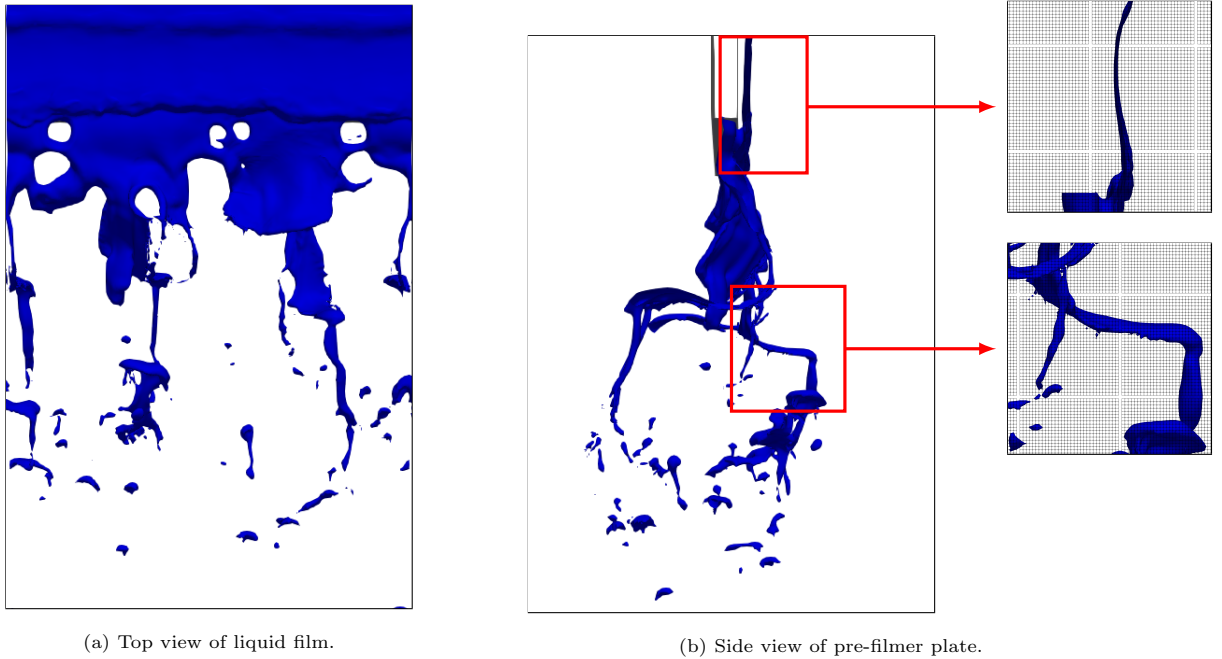 (a) Top view of liquid film.
(b) Side view of pre-filmer plate.